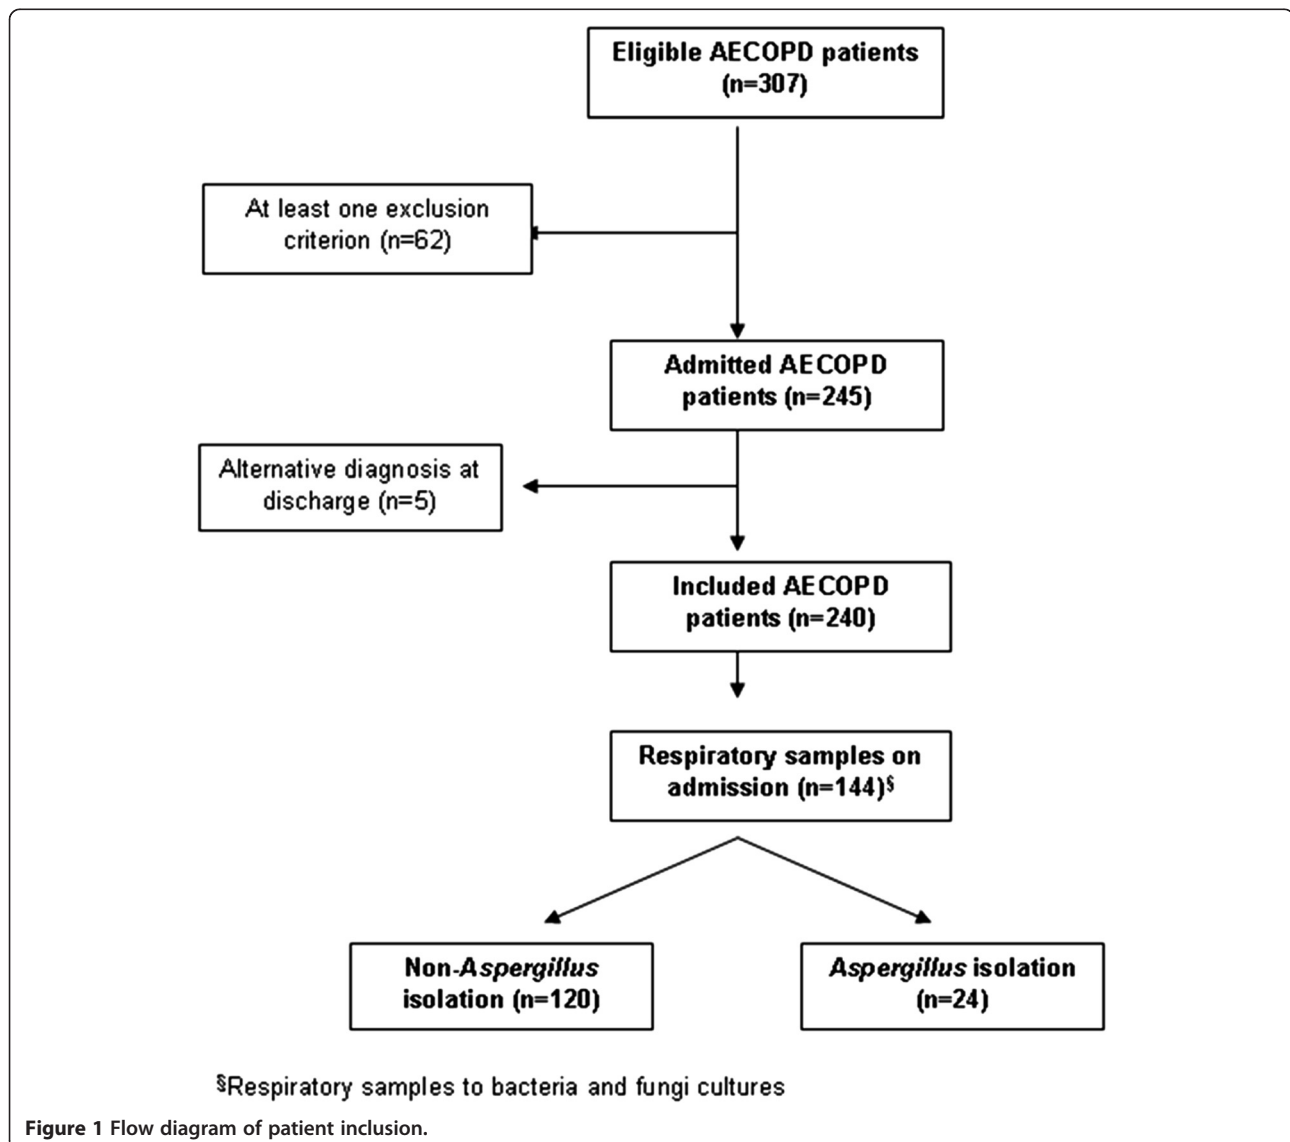 Eligible AECOPD patients
(n=307)
At least one exclusion
criterion (n=62)
Admitted AECOPD
patients (n=245)
Alternative diagnosis at
discharge (n=5)
Included AECOPD
patients (n=240)
Respiratory samples on
admission (n=144)§
Non-Aspergillus
isolation (n=120)
Aspergillus isolation
(n=24)
§Respiratory samples to bacteria and fungi cultures
Figure 1 Flow diagram of patient inclusion.